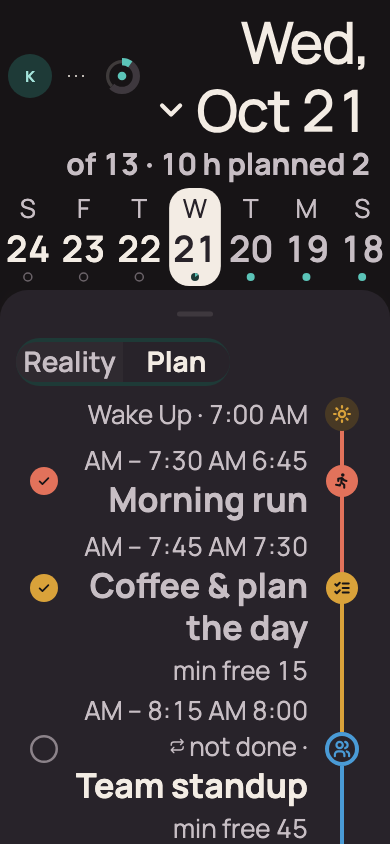 Wed,
Oct 21
K
of 13 · 10 h planned 2
S F T W T M S
24 23 22 21 20 19 18
Reality Plan
Wake Up · 7:00 AM
AM – 7:30 AM 6:45
Morning run
AM – 7:45 AM 7:30
Coffee & plan
the day
min free 15
AM – 8:15 AM 8:00
not done ·
Team standup
min free 45